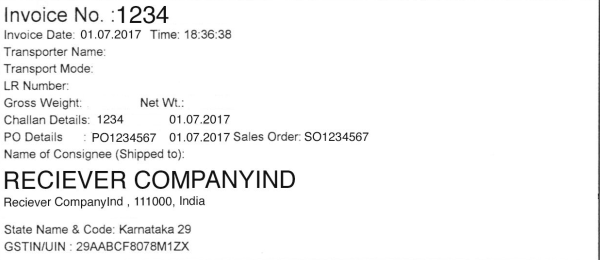 Invoice No. :1234
Invoice Date: 01.07.2017 Time: 18:36:38
Transporter Name:
Transport Mode:
LR Number:
Gross Weight: Net Wt.:
Challan Details: 1234 01.07.2017
PO Details : PO1234567 01.07.2017 Sales Order: SO1234567
Name of Consignee (Shipped to):
RECIEVER COMPANYIND
Reciever CompanyInd , 111000, India
State Name & Code: Karnataka 29
GSTIN/UIN : 29AABCF8078M1ZX